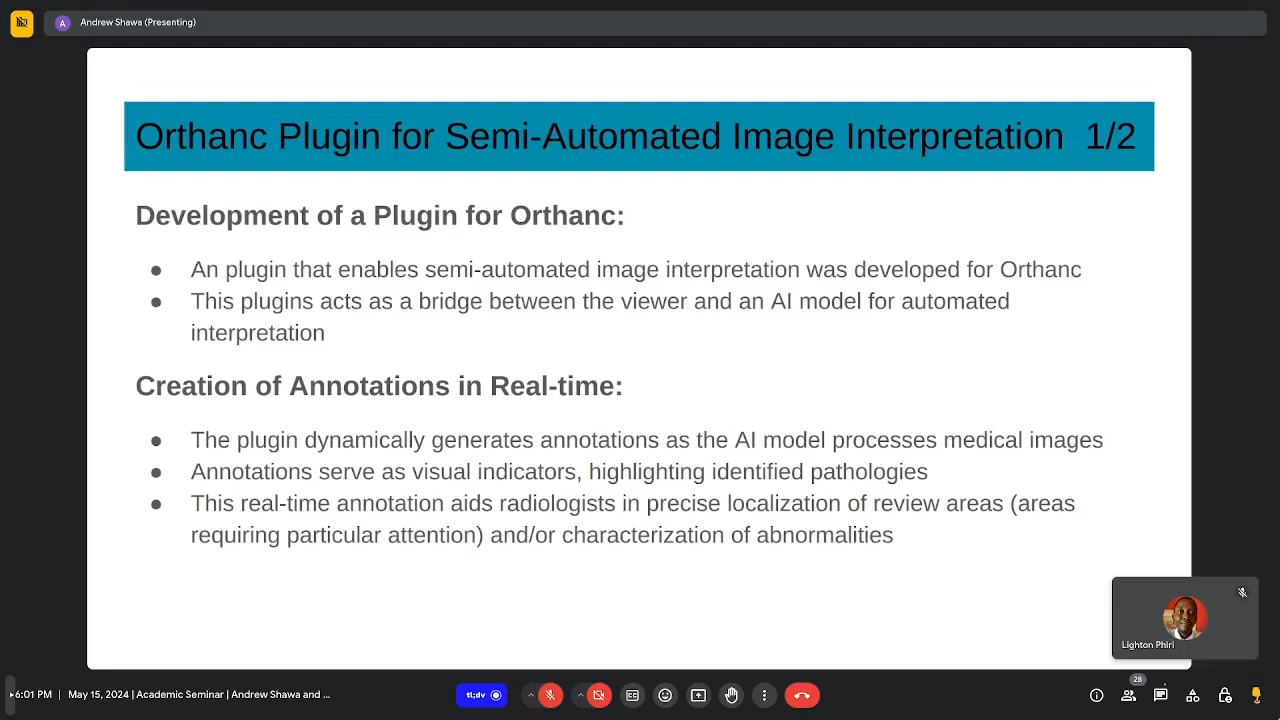 A Andrew Shawa (Presenting)
Orthanc Plugin for Semi-Automated Image Interpretation 1/2
Development of a Plugin for Orthanc:
● An plugin that enables semi-automated image interpretation was developed for Orthanc
● This plugins acts as a bridge between the viewer and an AI model for automated
interpretation
Creation of Annotations in Real-time:
● The plugin dynamically generates annotations as the AI model processes medical images
● Annotations serve as visual indicators, highlighting identified pathologies
● This real-time annotation aids radiologists in precise localization of review areas (areas
requiring particular attention) and/or characterization of abnormalities
Lighton Phiri
6:01 PM | May 15, 2024 | Academic Seminar | Andrew Shawa and ...
tl;dv
28